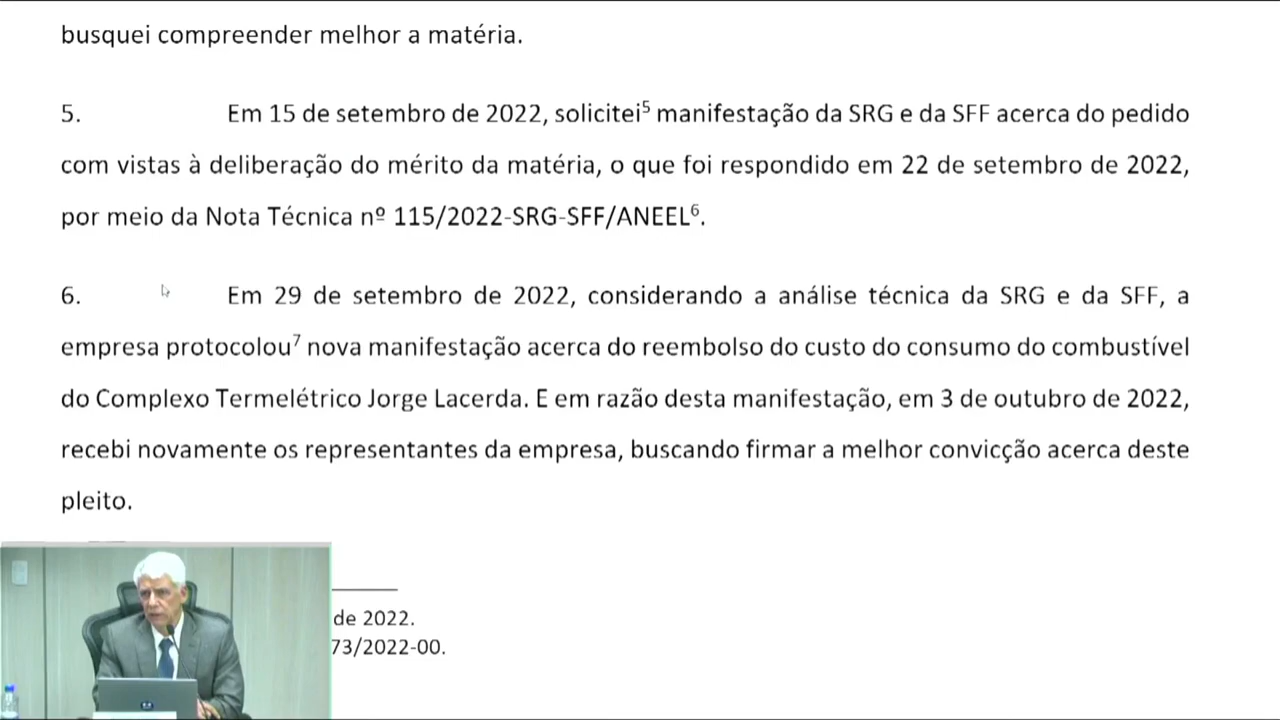 busquei compreender melhor a matéria.
5. Em 15 de setembro de 2022, solicitei⁵ manifestação da SRG e da SFF acerca do pedido
com vistas à deliberação do mérito da matéria, o que foi respondido em 22 de setembro de 2022,
por meio da Nota Técnica nº 115/2022-SRG-SFF/ANEEL⁶.
6. Em 29 de setembro de 2022, considerando a análise técnica da SRG e da SFF, a
empresa protocolou⁷ nova manifestação acerca do reembolso do custo do consumo do combustível
do Complexo Termelétrico Jorge Lacerda. E em razão desta manifestação, em 3 de outubro de 2022,
recebi novamente os representantes da empresa, buscando firmar a melhor convicção acerca deste
pleito.
de 2022.
73/2022-00.